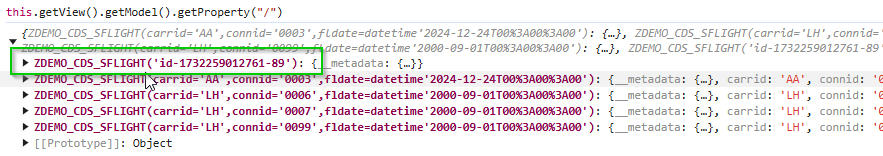 this.getView().getModel().getProperty("/")
{ZDEMO_CDS_SFLIGHT(carrid='AA',connid='0003',fldate=datetime'2024-12-24T00%3A00%3A00'): {…}, ZDEMO_CDS_SFLIGHT(carrid='LH',
ZDEMO_CDS_SFLIGHT(carrid='LH',connid='0099',fldate=datetime'2000-09-01T00%3A00%3A00'): {…}, ZDEMO_CDS_SFLIGHT('id-1732259012761-
ZDEMO_CDS_SFLIGHT('id-1732259012761-89'): {__metadata: {…}}
ZDEMO_CDS_SFLIGHT(carrid='AA',connid='0003',fldate=datetime'2024-12-24T00%3A00%3A00'): {__metadata: {…}, carrid: 'AA', connid: '0
ZDEMO_CDS_SFLIGHT(carrid='LH',connid='0006',fldate=datetime'2000-09-01T00%3A00%3A00'): {__metadata: {…}, carrid: 'LH', connid: '0
ZDEMO_CDS_SFLIGHT(carrid='LH',connid='0007',fldate=datetime'2000-09-01T00%3A00%3A00'): {__metadata: {…}, carrid: 'LH', connid: '0
ZDEMO_CDS_SFLIGHT(carrid='LH',connid='0099',fldate=datetime'2000-09-01T00%3A00%3A00'): {__metadata: {…}, carrid: 'LH', connid: '0
[[Prototype]]: Object